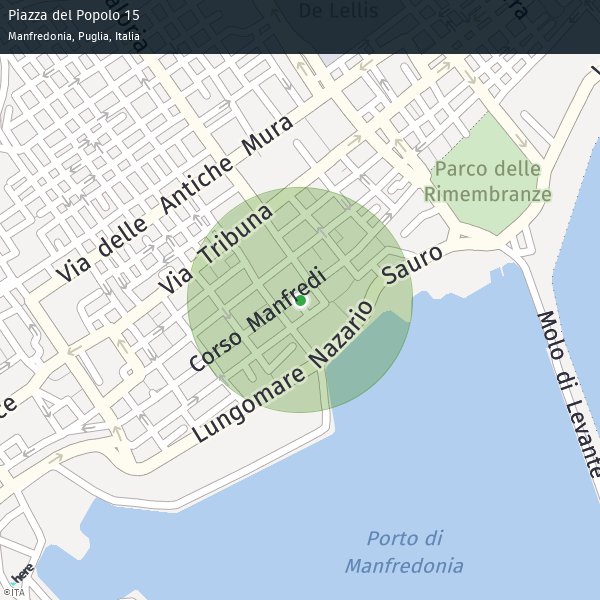 Piazza del Popolo 15
Manfredonia, Puglia, Italia
De Lellis
Via delle Antiche Mura
Parco delle
Rimembranze
Via Tribuna
Corso Manfredi
Lungomare Nazario Sauro
Molo di Levante
Porto di
Manfredonia
here
©ITA